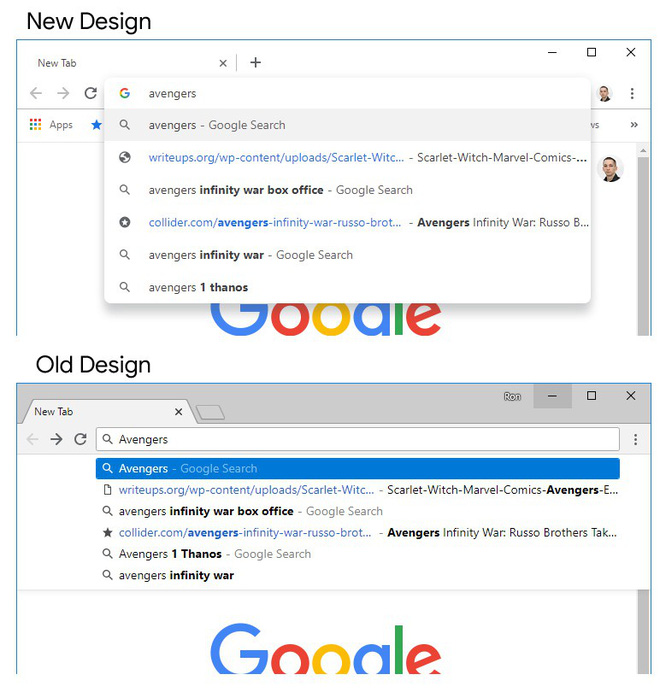 New Design
New Tab
avengers
Apps
ws
avengers - Google Search
writeups.org/wp-content/uploads/Scarlet-Witc... - Scarlet-Witch-Marvel-Comics-...
avengers infinity war box office - Google Search
collider.com/avengers-infinity-war-russo-brot... - Avengers Infinity War: Russo B...
avengers infinity war - Google Search
avengers 1 thanos
Google
Old Design
Ron
New Tab
Avengers
Avengers - Google Search
writeups.org/wp-content/uploads/Scarlet-Witc... - Scarlet-Witch-Marvel-Comics-Avengers-E...
avengers infinity war box office - Google Search
collider.com/avengers-infinity-war-russo-brot... - Avengers Infinity War: Russo Brothers Tak...
Avengers 1 Thanos - Google Search
avengers infinity war
Google